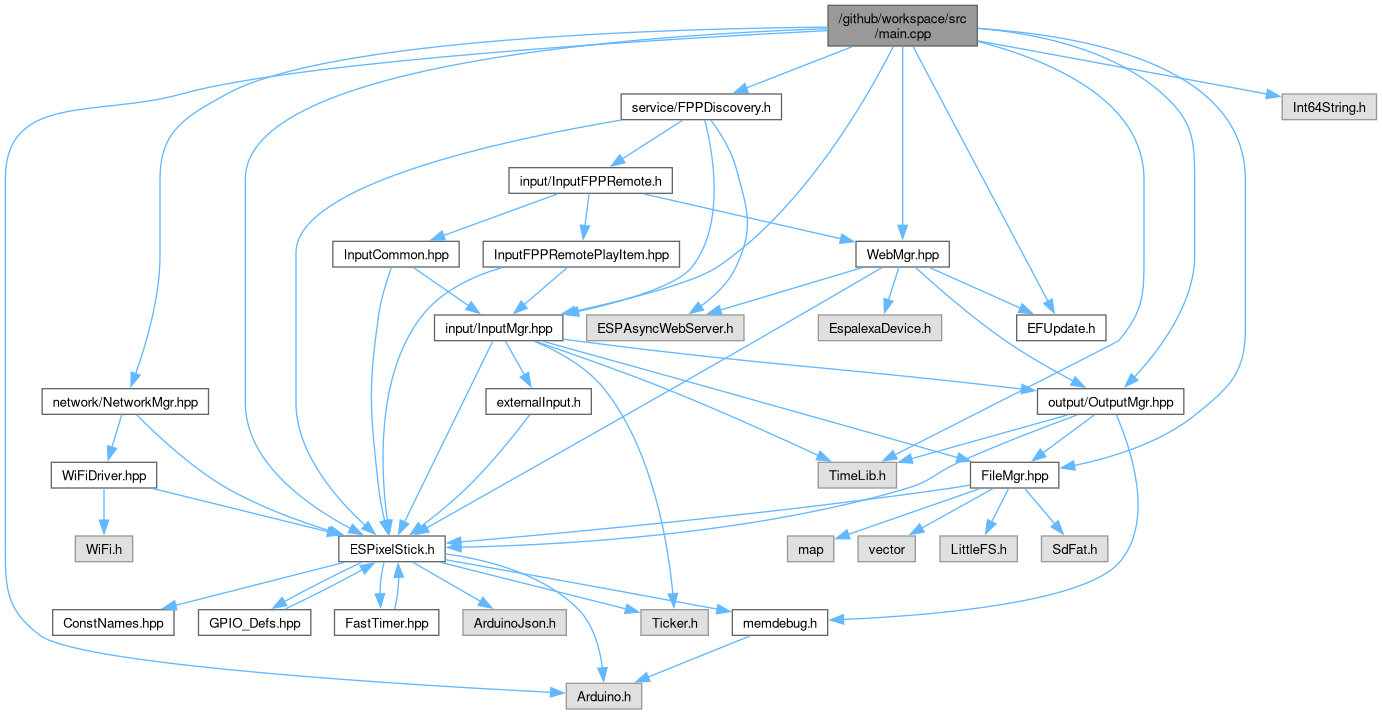 /github/workspace/src
/main.cpp
service/FPPDiscovery.h
Int64String.h
input/InputFPPRemote.h
InputCommon.hpp
InputFPPRemotePlayItem.hpp
WebMgr.hpp
input/InputMgr.hpp
ESPAsyncWebServer.h
EspalexaDevice.h
EFUpdate.h
network/NetworkMgr.hpp
externalInput.h
output/OutputMgr.hpp
WiFiDriver.hpp
TimeLib.h
FileMgr.hpp
WiFi.h
ESPixelStick.h
map
vector
LittleFS.h
SdFat.h
ConstNames.hpp
GPIO_Defs.hpp
FastTimer.hpp
ArduinoJson.h
Ticker.h
memdebug.h
Arduino.h